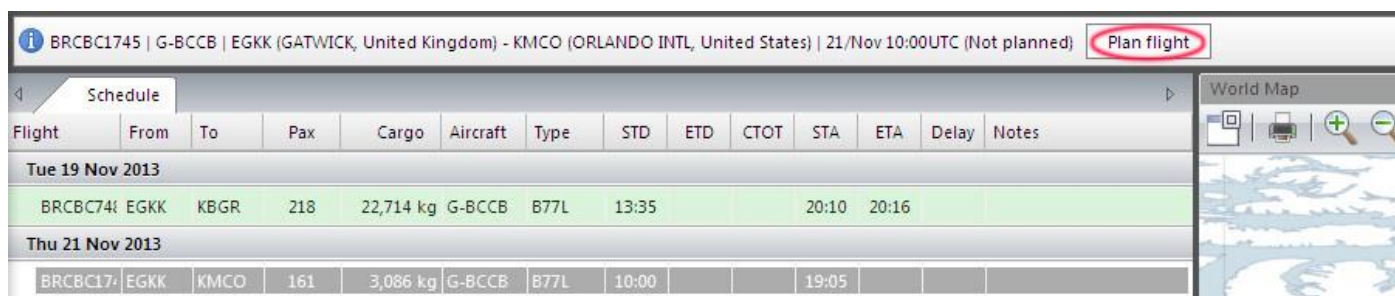 BRCBC1745 | G-BCCB | EGKK (GATWICK, United Kingdom) - KMCO (ORLANDO INTL, United States) | 21/Nov 10:00UTC (Not planned) Plan flight
Schedule World Map
Flight From To Pax Cargo Aircraft Type STD ETD CTOT STA ETA Delay Notes
Tue 19 Nov 2013
BRCBC748 EGKK KBGR 218 22,714 kg G-BCCB B77L 13:35 20:10 20:16
Thu 21 Nov 2013
BRCBC174 EGKK KMCO 161 3,086 kg G-BCCB B77L 10:00 19:05